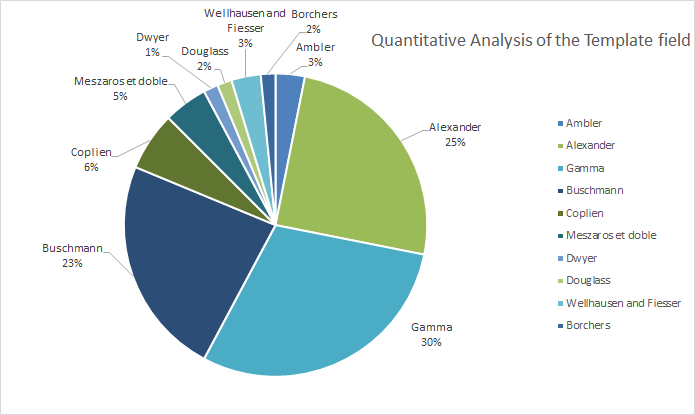 Quantitative Analysis of the Template field
Wellhausen and
Fiesser
3%
Borchers
2%
Ambler
3%
Dwyer
1%
Douglass
2%
Meszaros et doble
5%
Alexander
25%
Coplien
6%
Buschmann
23%
Gamma
30%
Ambler
Alexander
Gamma
Buschmann
Coplien
Meszaros et doble
Dwyer
Douglass
Wellhausen and Fiesser
Borchers